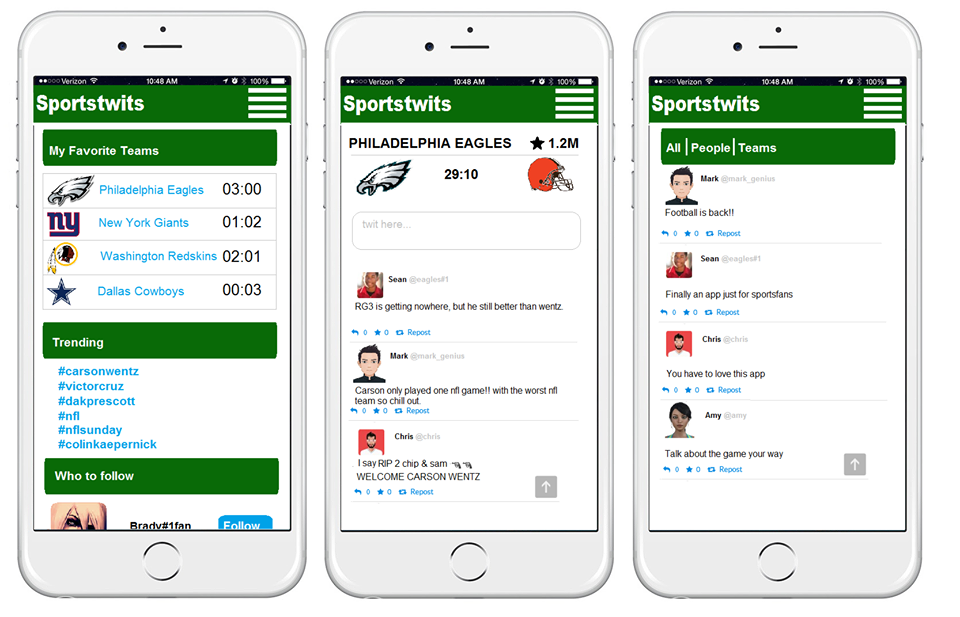 Verizon 10:48 AM 100%
Sportstwits
My Favorite Teams
Philadelphia Eagles 03:00
ny New York Giants 01:02
Washington Redskins 02:01
Dallas Cowboys 00:03
Trending
#carsonwentz
#victorcruz
#dakprescott
#nfl
#nflsunday
#colinkaepernick
Who to follow
Brady#1fan Follow
Verizon 10:48 AM 100%
Sportstwits
PHILADELPHIA EAGLES ★ 1.2M
29:10
twit here...
Sean @eagles#1
RG3 is getting nowhere, but he still better than wentz.
0 ★ 0 Repost
Mark @mark_genius
Carson only played one nfl game!! with the worst nfl
team so chill out.
0 ★ 0 Repost
Chris @chris
I say RIP 2 chip & sam
WELCOME CARSON WENTZ
0 ★ 0 Repost
Verizon 10:48 AM 100%
Sportstwits
All | People | Teams
Mark @mark_genius
Football is back!!
0 ★ 0 Repost
Sean @eagles#1
Finally an app just for sportsfans
0 ★ 0 Repost
Chris @chris
You have to love this app
0 ★ 0 Repost
Amy @amy
Talk about the game your way
0 ★ 0 Repost